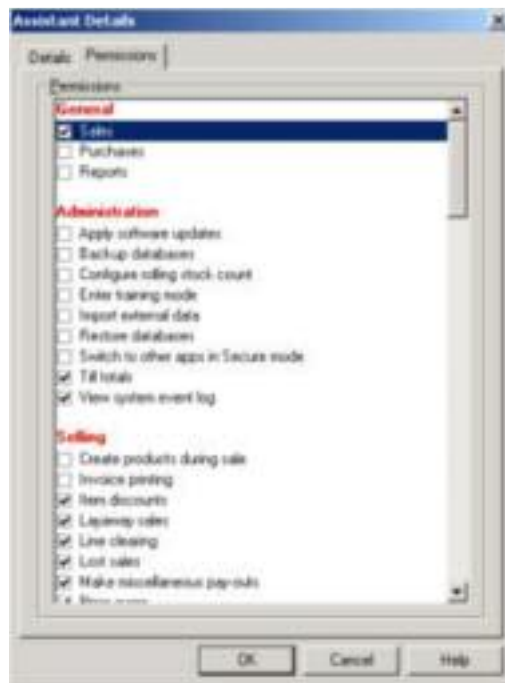 Assistant Details
Details Permissions
Permissions
General
Sales
Purchases
Reports
Administration
Apply software updates
Backup databases
Configure rolling stock count
Enter training mode
Import external data
Restore databases
Switch to other apps in Secure mode
Till totals
View system event log
Selling
Create products during sale
Invoice printing
Item discounts
Layaway sales
Line clearing
Lost sales
Make miscellaneous pay-outs
OK Cancel Help